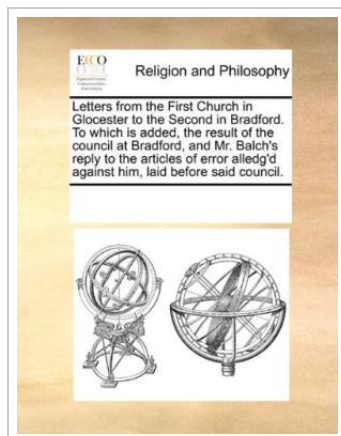 ECCO
Religion and Philosophy
Letters from the First Church in
Glocester to the Second in Bradford.
To which is added, the result of the
council at Bradford, and Mr. Balch's
reply to the articles of error alledg'd
against him, laid before said council.